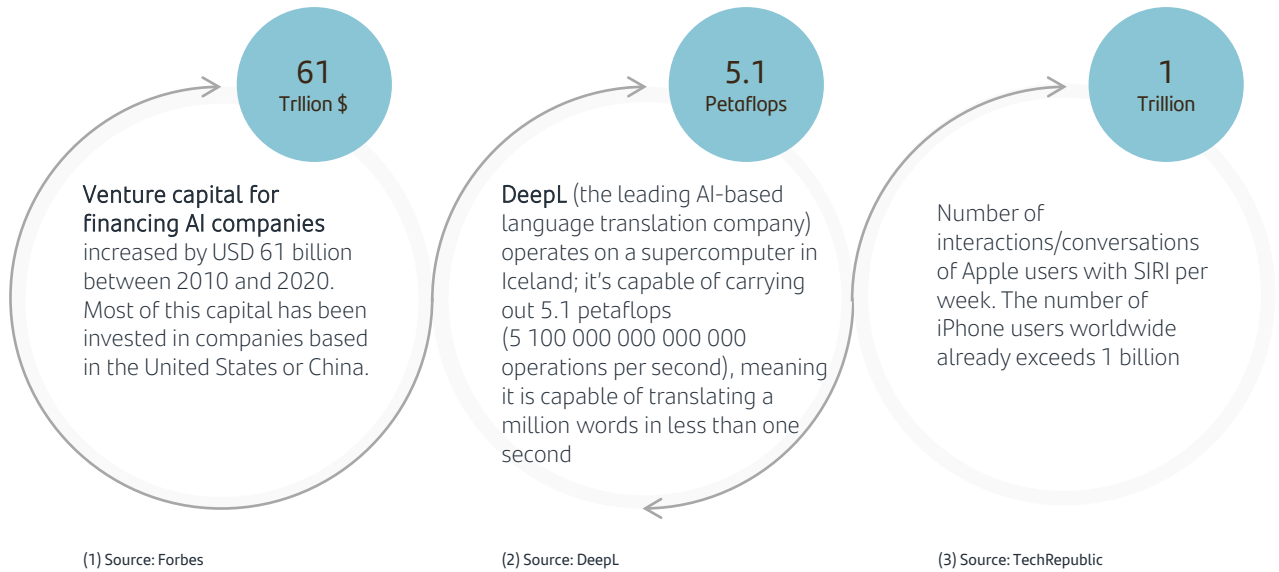 61
Trllion $
Venture capital for
financing AI companies
increased by USD 61 billion
between 2010 and 2020.
Most of this capital has been
invested in companies based
in the United States or China.
(1) Source: Forbes
5.1
Petaflops
DeepL (the leading AI-based
language translation company)
operates on a supercomputer in
Iceland; it's capable of carrying
out 5.1 petaflops
(5 100 000 000 000 000
operations per second), meaning
it is capable of translating a
million words in less than one
second
(2) Source: DeepL
1
Trillion
Number of
interactions/conversations
of Apple users with SIRI per
week. The number of
iPhone users worldwide
already exceeds 1 billion
(3) Source: TechRepublic